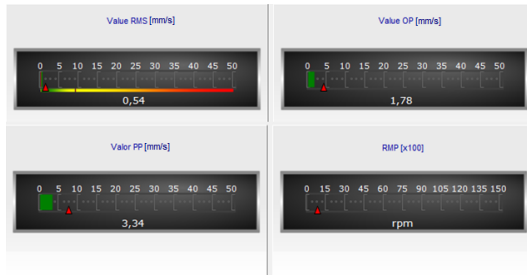 Value RMS [mm/s]
0 5 10 15 20 25 30 35 40 45 50
0,54
Value OP [mm/s]
0 5 10 15 20 25 30 35 40 45 50
1,78
Valor PP [mm/s]
0 5 10 15 20 25 30 35 40 45 50
3,34
RMP [x100]
0 15 30 45 60 75 90 105 120 135 150
rpm